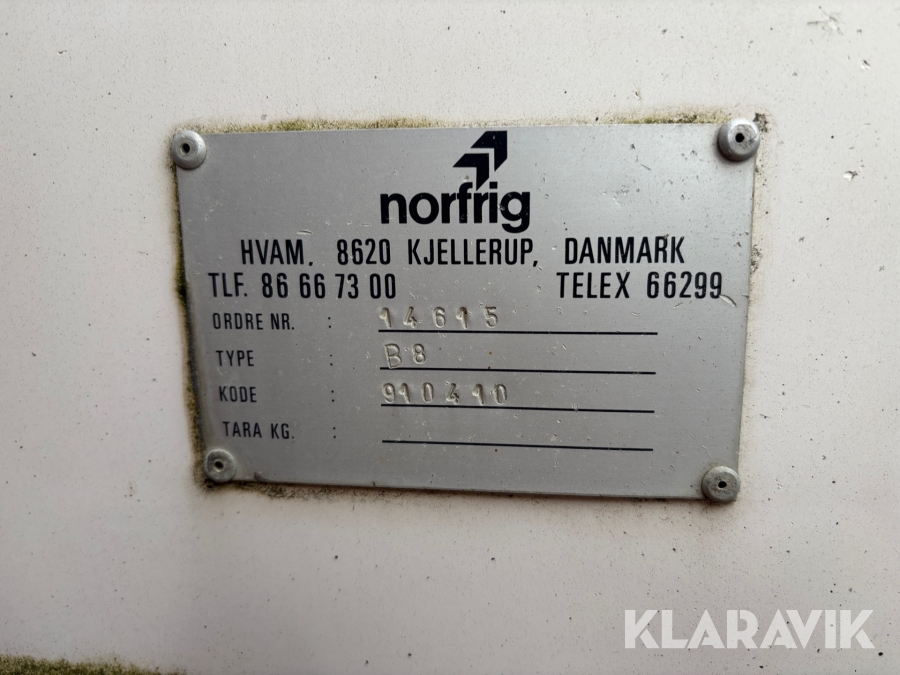 norfrig
HVAM, 8620 KJELLERUP, DANMARK
TLF. 86 66 73 00 TELEX 66299
ORDRE NR. : 14615
TYPE : B8
KODE : 910410
TARA KG. :
KLARAVIK